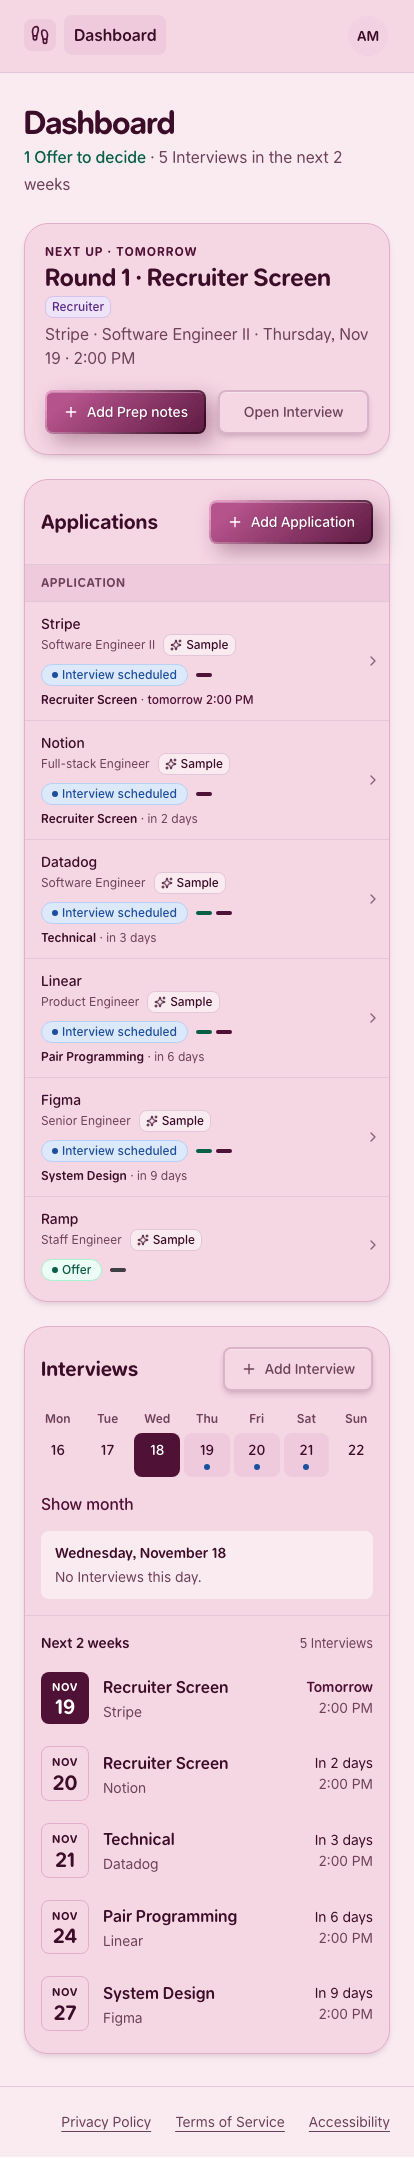 Dashboard
AM
Dashboard
1 Offer to decide · 5 Interviews in the next 2
weeks
NEXT UP · TOMORROW
Round 1 · Recruiter Screen
Recruiter
Stripe · Software Engineer II · Thursday, Nov
19 · 2:00 PM
Add Prep notes
Open Interview
Applications
Add Application
APPLICATION
Stripe
Software Engineer II Sample
Interview scheduled
Recruiter Screen · tomorrow 2:00 PM
Notion
Full-stack Engineer Sample
Interview scheduled
Recruiter Screen · in 2 days
Datadog
Software Engineer Sample
Interview scheduled
Technical · in 3 days
Linear
Product Engineer Sample
Interview scheduled
Pair Programming · in 6 days
Figma
Senior Engineer Sample
Interview scheduled
System Design · in 9 days
Ramp
Staff Engineer Sample
Offer
Interviews
Add Interview
Mon Tue Wed Thu Fri Sat Sun
16 17 18 19 20 21 22
Show month
Wednesday, November 18
No Interviews this day.
Next 2 weeks 5 Interviews
NOV
19
Recruiter Screen
Stripe
Tomorrow
2:00 PM
NOV
20
Recruiter Screen
Notion
In 2 days
2:00 PM
NOV
21
Technical
Datadog
In 3 days
2:00 PM
NOV
24
Pair Programming
Linear
In 6 days
2:00 PM
NOV
27
System Design
Figma
In 9 days
2:00 PM
Privacy Policy Terms of Service Accessibility